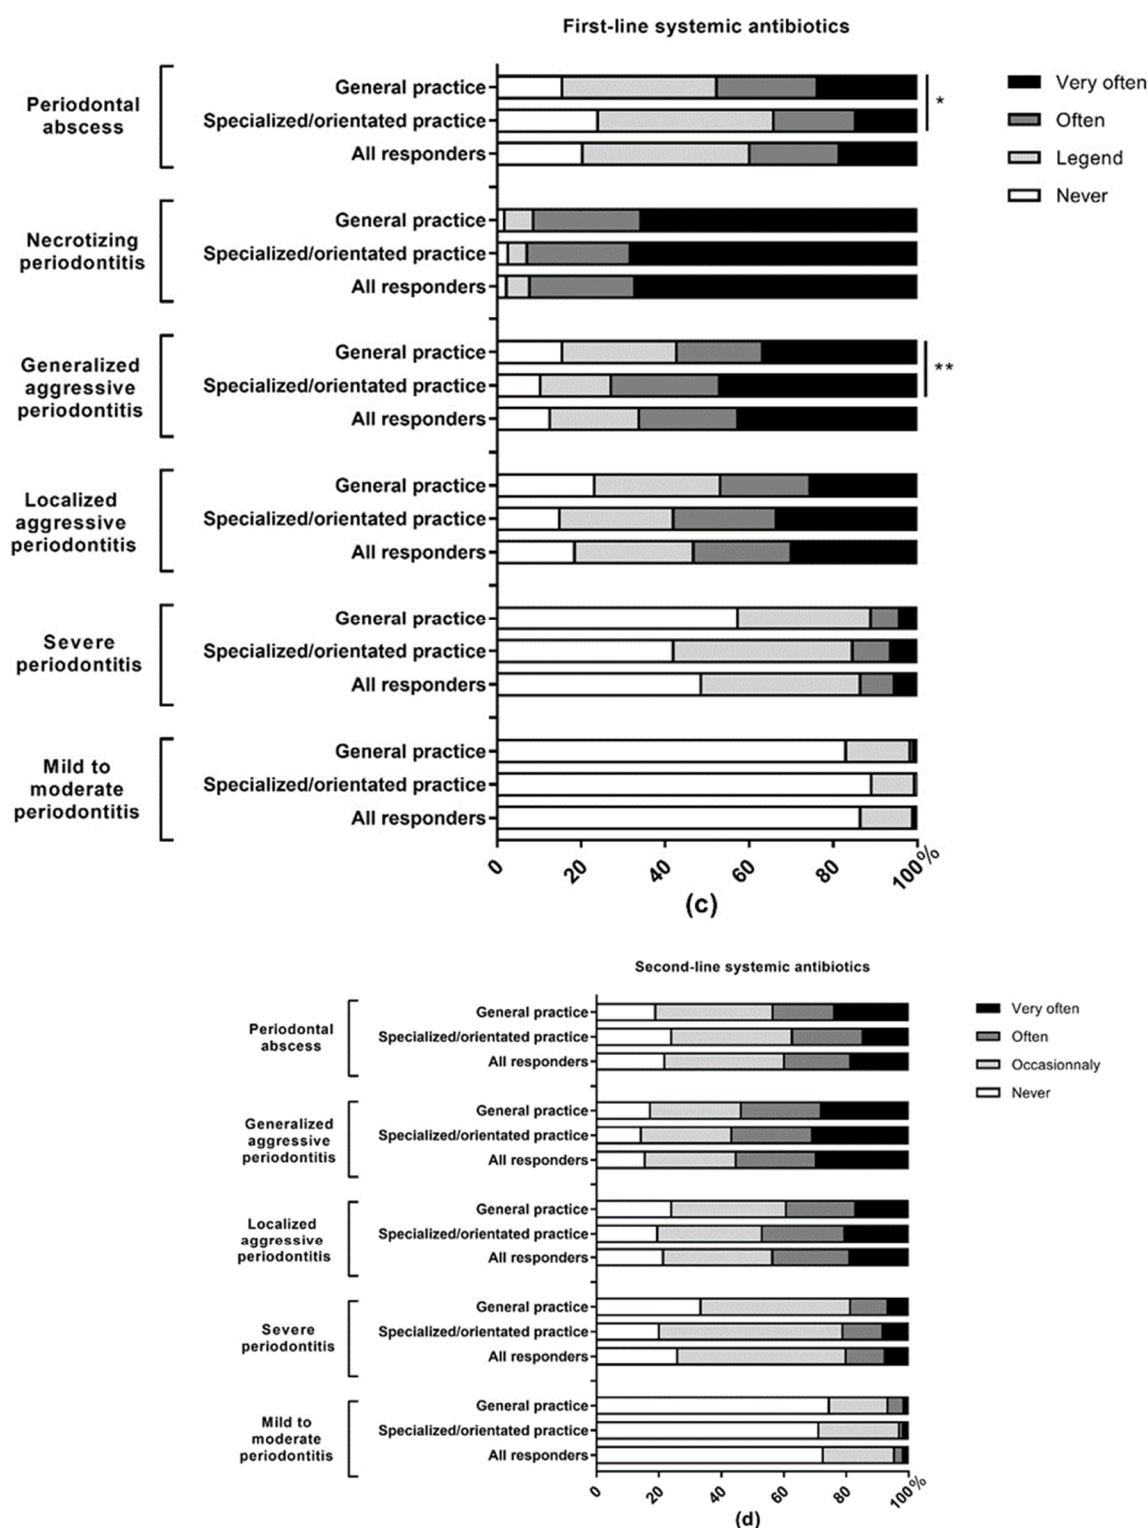 First-line systemic antibiotics
Very often
Often
Legend
Never
Periodontal
abscess
General practice
Specialized/orientated practice
All responders
*
Necrotizing
periodontitis
General practice
Specialized/orientated practice
All responders
Generalized
aggressive
periodontitis
General practice
Specialized/orientated practice
All responders
**
Localized
aggressive
periodontitis
General practice
Specialized/orientated practice
All responders
Severe
periodontitis
General practice
Specialized/orientated practice
All responders
Mild to
moderate
periodontitis
General practice
Specialized/orientated practice
All responders
0 20 40 60 80 100%
(c)
Second-line systemic antibiotics
Very often
Often
Occasionnaly
Never
Periodontal
abscess
General practice
Specialized/orientated practice
All responders
Generalized
aggressive
periodontitis
General practice
Specialized/orientated practice
All responders
Localized
aggressive
periodontitis
General practice
Specialized/orientated practice
All responders
Severe
periodontitis
General practice
Specialized/orientated practice
All responders
Mild to
moderate
periodontitis
General practice
Specialized/orientated practice
All responders
0 20 40 60 80 100%
(d)